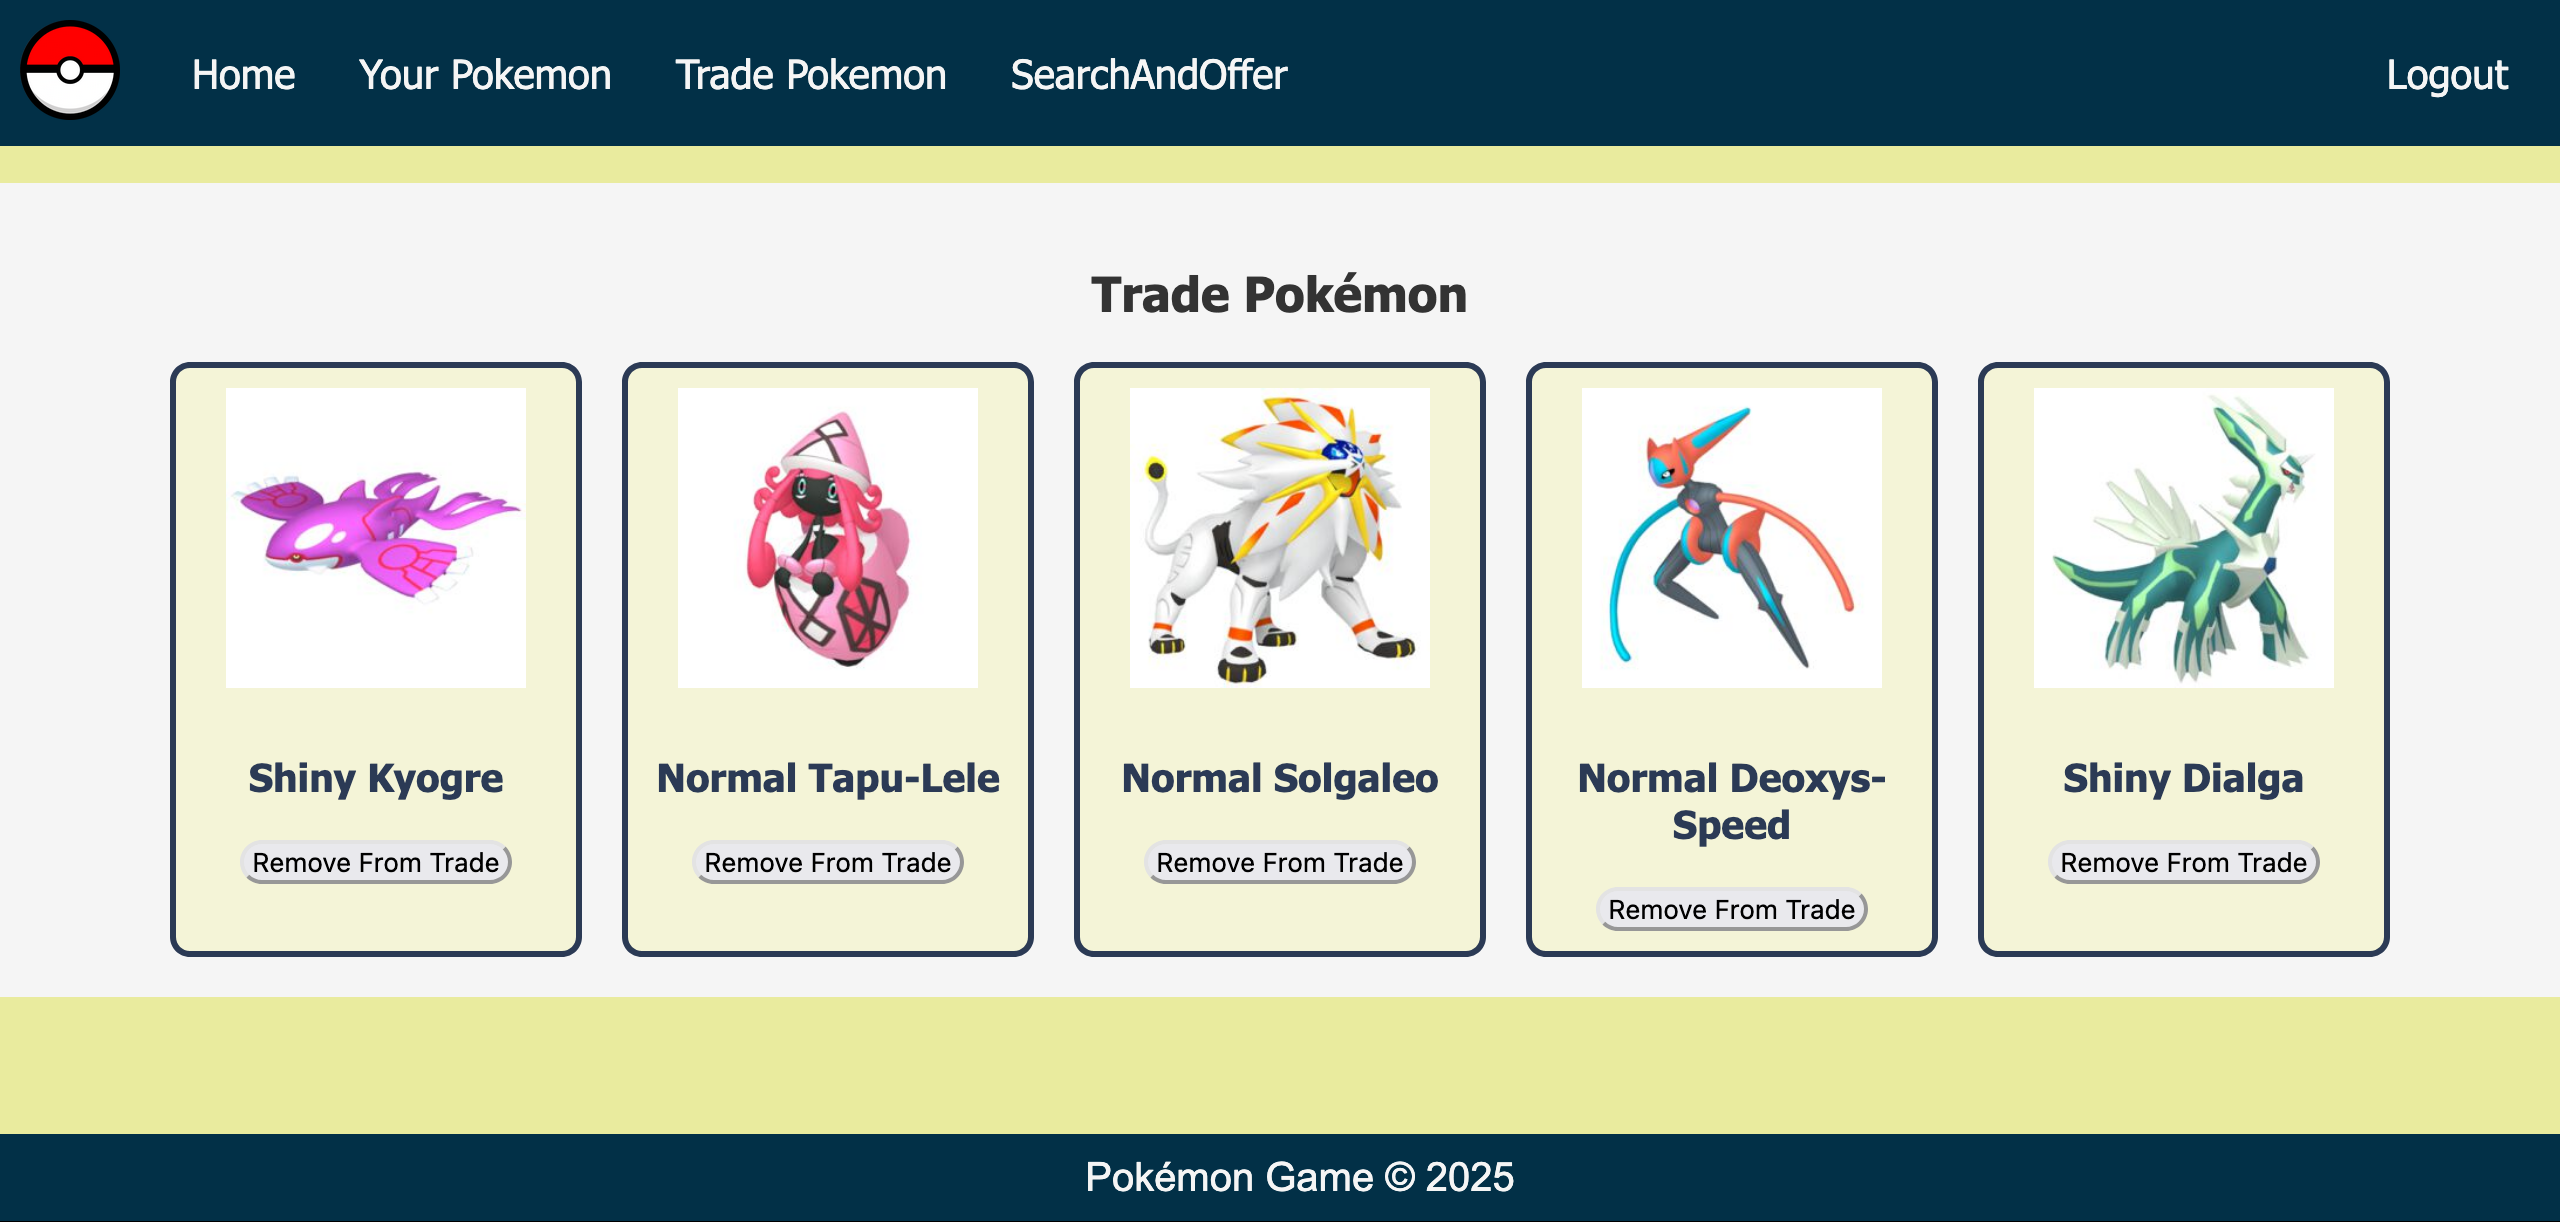 Home Your Pokemon Trade Pokemon SearchAndOffer Logout
Trade Pokémon
Shiny Kyogre
Remove From Trade
Normal Tapu-Lele
Remove From Trade
Normal Solgaleo
Remove From Trade
Normal Deoxys-
Speed
Remove From Trade
Shiny Dialga
Remove From Trade
Pokémon Game © 2025